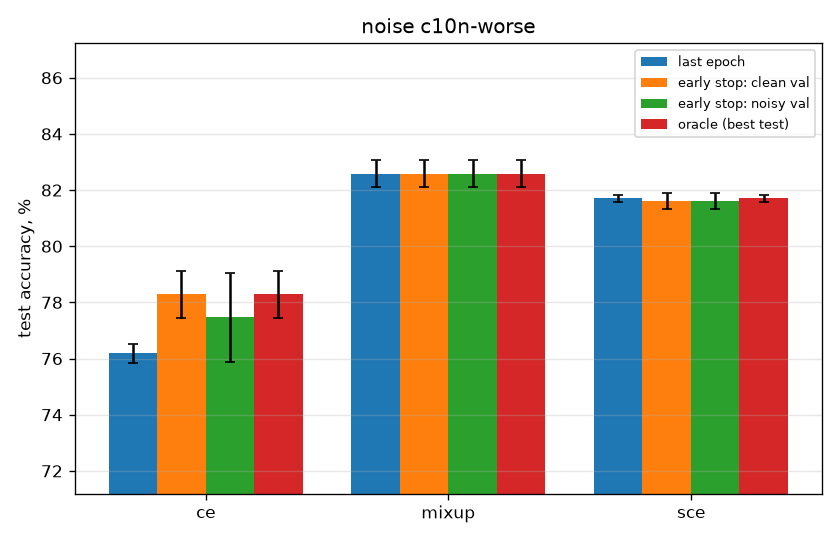 noise c10n-worse
last epoch
early stop: clean val
early stop: noisy val
oracle (best test)
test accuracy, %
86
84
82
80
78
76
74
72
ce mixup sce